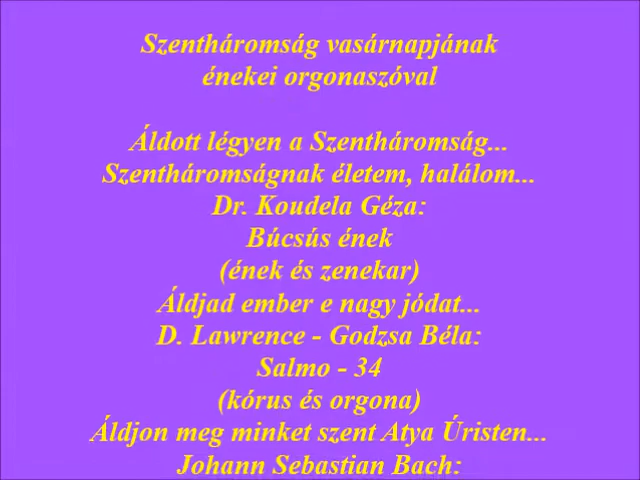 Szentháromság vasárnapjának
énekei orgonaszóval
Áldott légyen a Szentháromság...
Szentháromságnak életem, halálom...
Dr. Koudela Géza:
Búcsús ének
(ének és zenekar)
Áldjad ember e nagy jódat...
D. Lawrence - Godzsa Béla:
Salmo - 34
(kórus és orgona)
Áldjon meg minket szent Atya Úristen...
Johann Sebastian Bach: